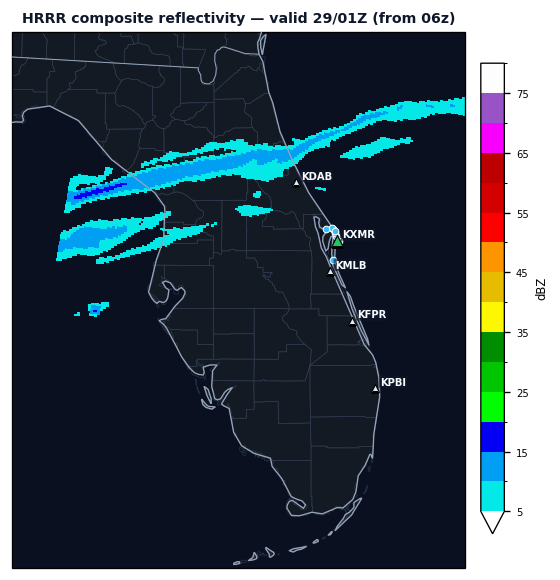 HRRR composite reflectivity — valid 29/01Z (from 06z)
75
KDAB
65
55
KXMR
KMLB
45
dBZ
KFPR
35
KPBI
25
15
5